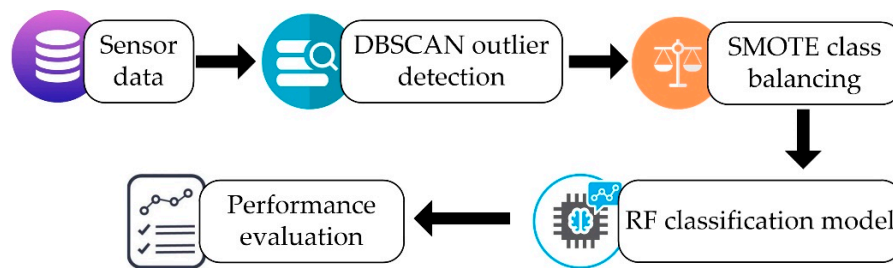 Sensor
data
DBSCAN outlier
detection
SMOTE class
balancing
RF classification model
Performance
evaluation